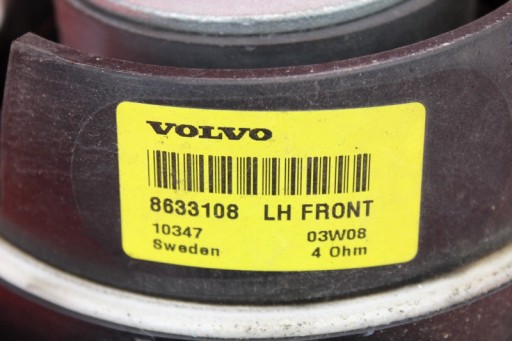 VOLVO
8633108 LH FRONT
10347 03W08
Sweden 4 Ohm